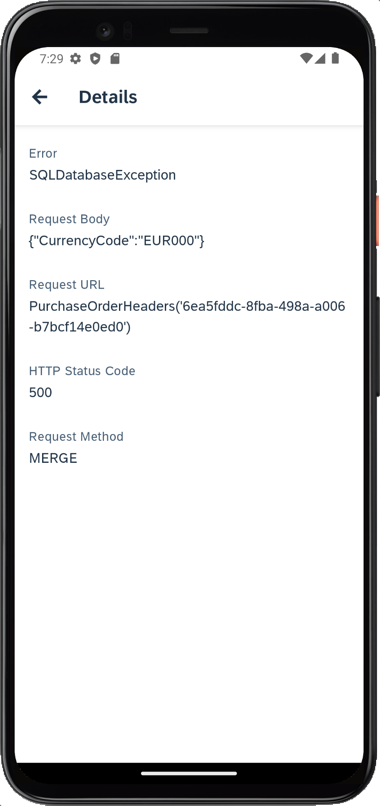 7:29
Details
Error
SQLDatabaseException
Request Body
{"CurrencyCode":"EUR000"}
Request URL
PurchaseOrderHeaders('6ea5fddc-8fba-498a-a006
-b7bcf14e0ed0')
HTTP Status Code
500
Request Method
MERGE